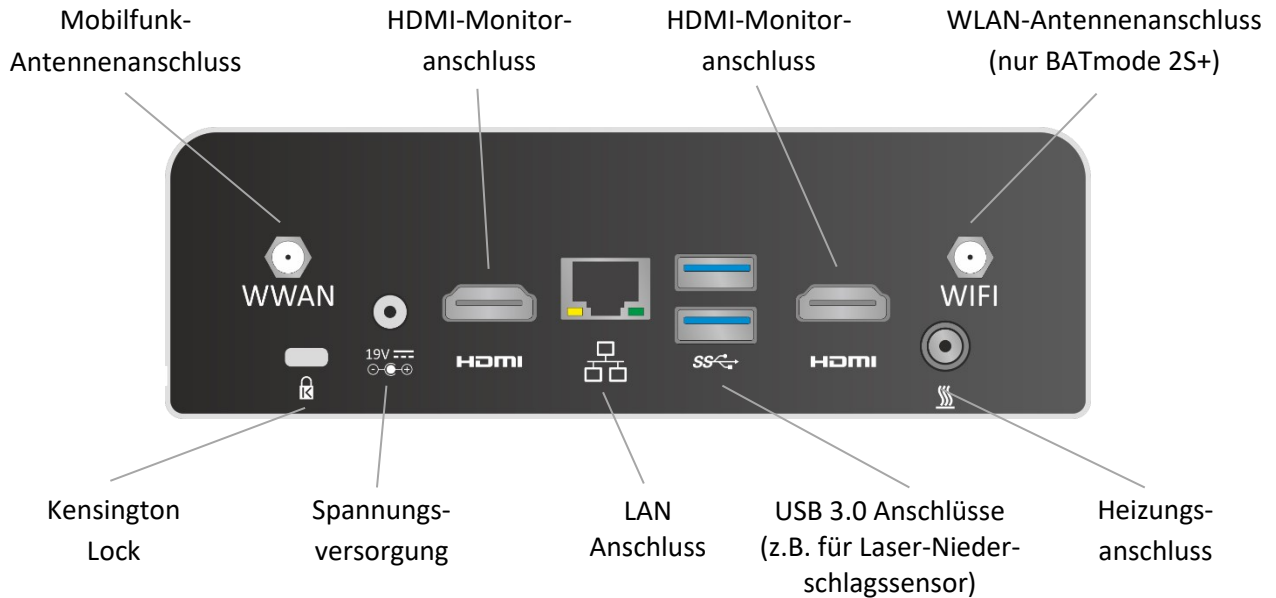 Mobilfunk-
Antennenanschluss
HDMI-Monitor-
anschluss
HDMI-Monitor-
anschluss
WLAN-Antennenanschluss
(nur BATmode 2S+)
WWAN
WIFI
19V
HDMI
SS
HDMI
K
Kensington
Lock
Spannungs-
versorgung
LAN
Anschluss
USB 3.0 Anschlüsse
(z.B. für Laser-Nieder-
schlagssensor)
Heizungs-
anschluss